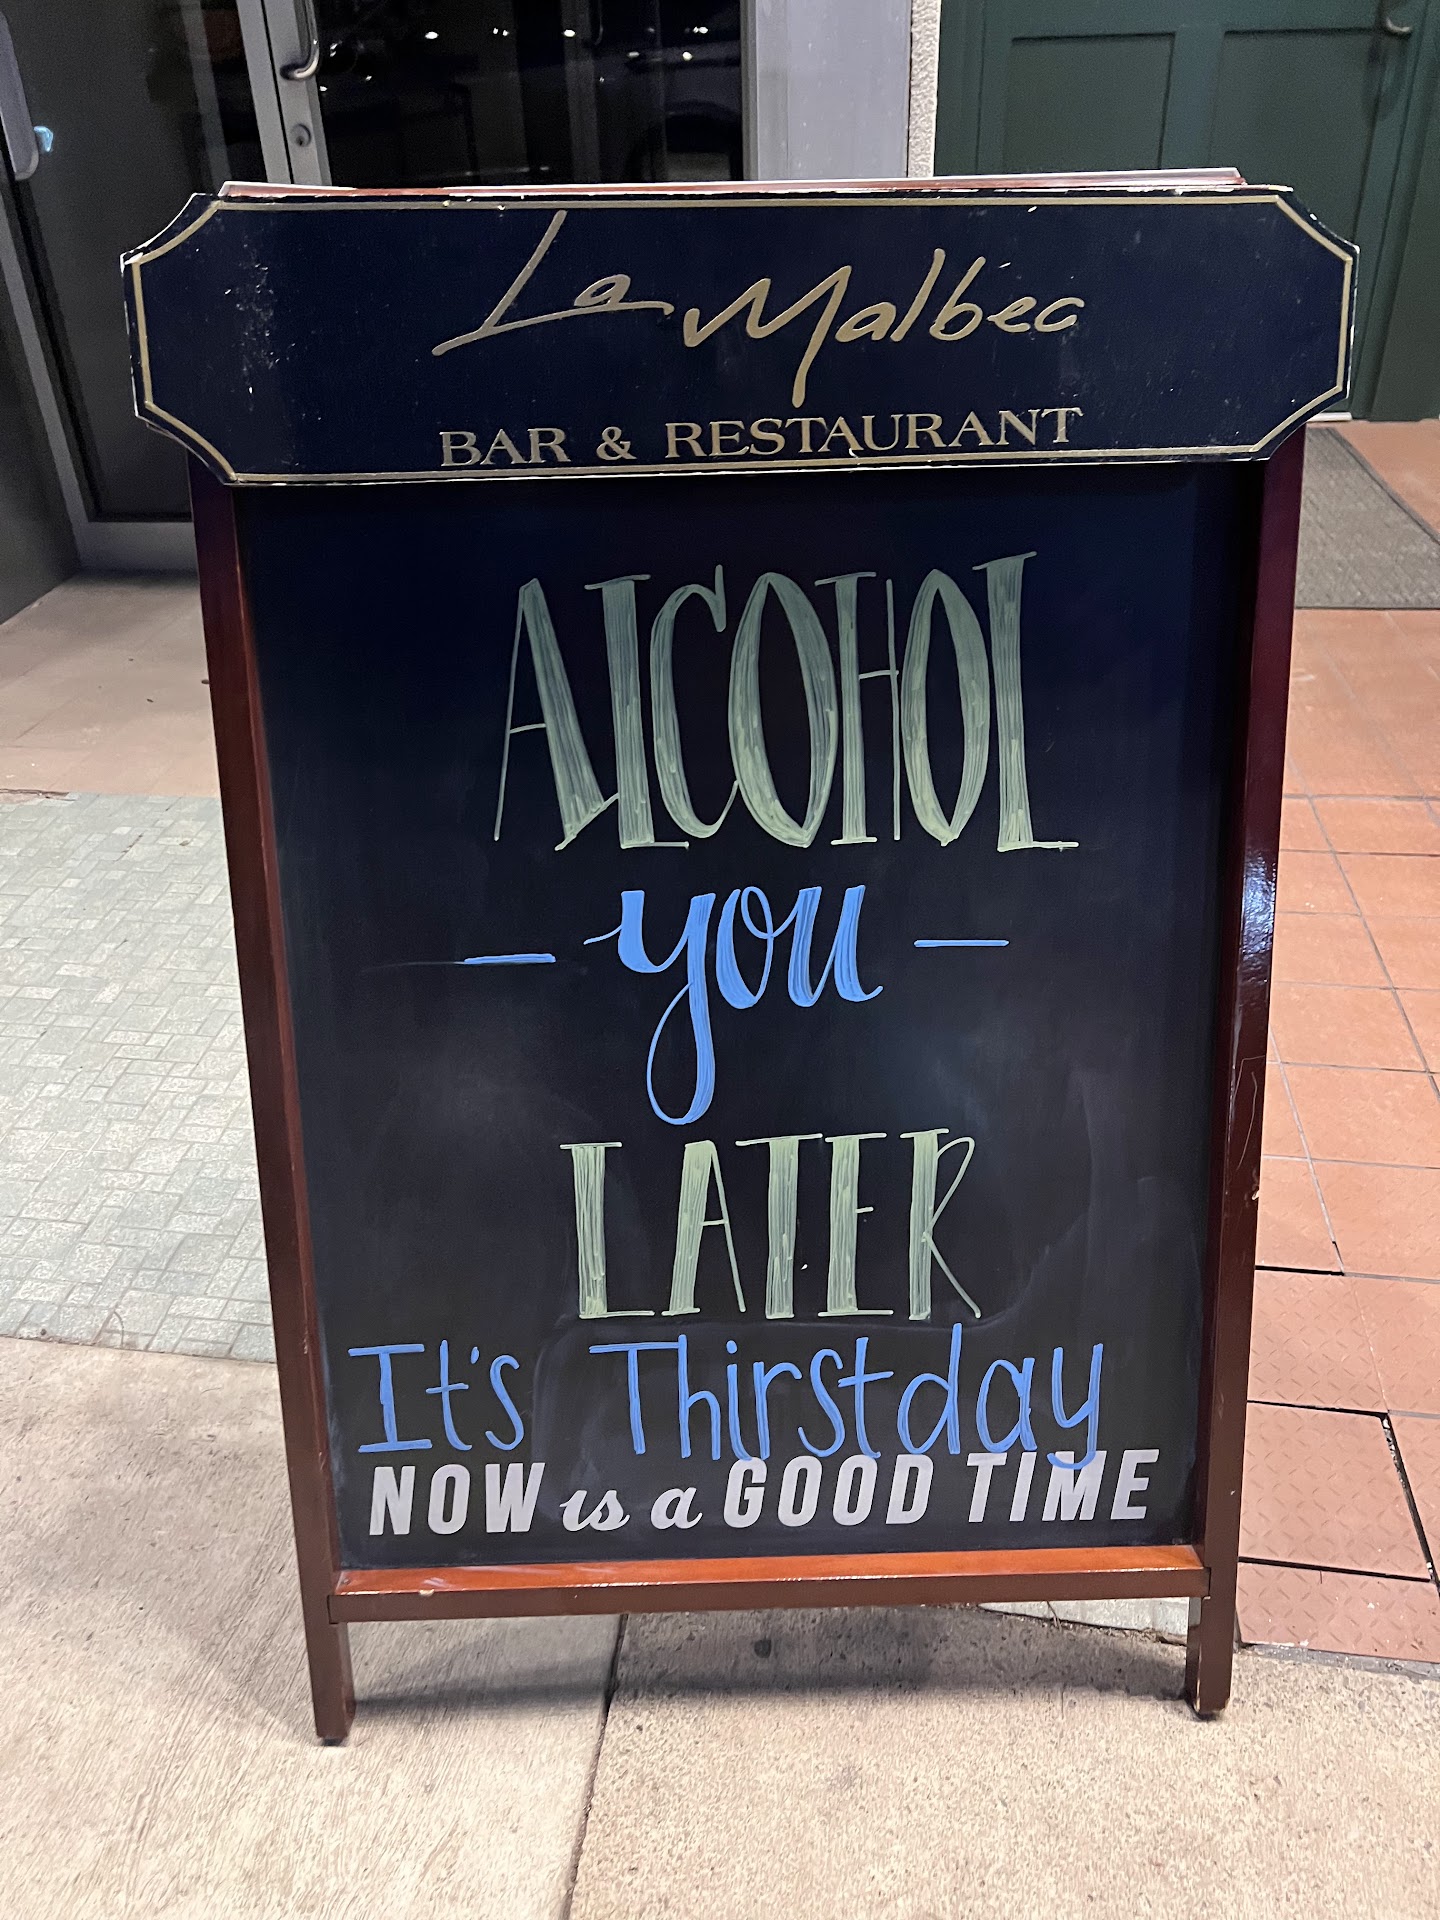 La Malbec
BAR & RESTAURANT
ALCOHOL
- you -
LATER
It's Thirstday
NOW is a GOOD TIME